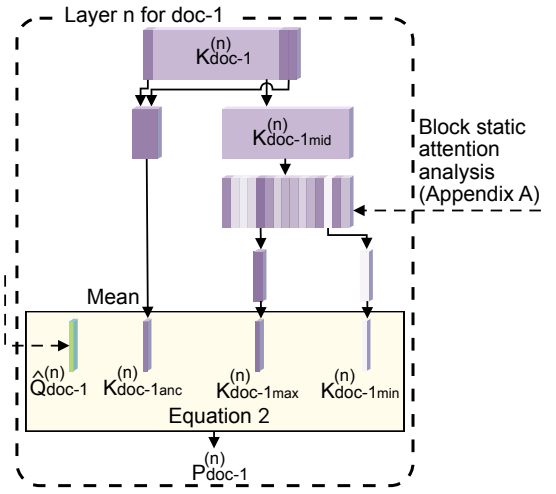 Layer n for doc-1
K(n)doc-1
K(n)doc-1mid
Block static
attention
analysis
(Appendix A)
Mean
Q̂(n)doc-1 K(n)doc-1anc K(n)doc-1max K(n)doc-1min
Equation 2
P(n)doc-1